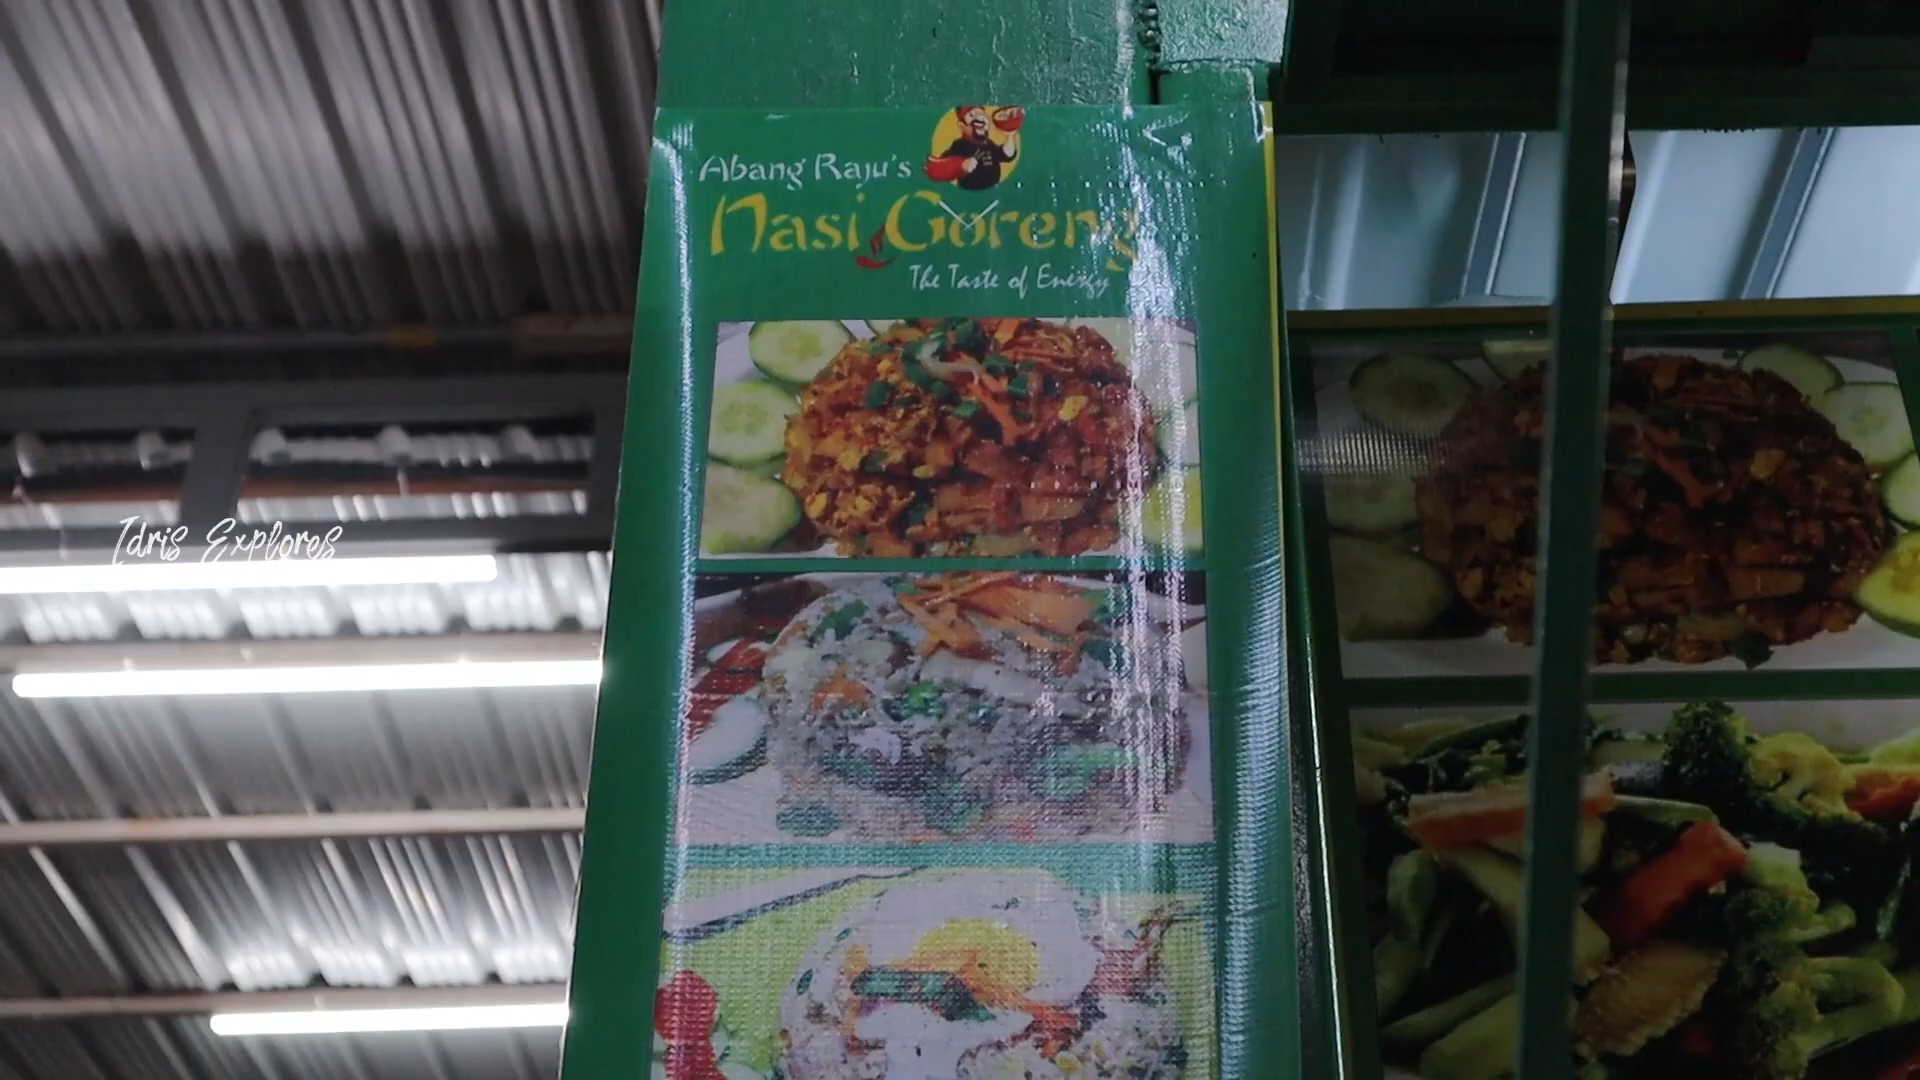 Abang Raju's
Nasi Goreng
The Taste of Energy
Idris Explores